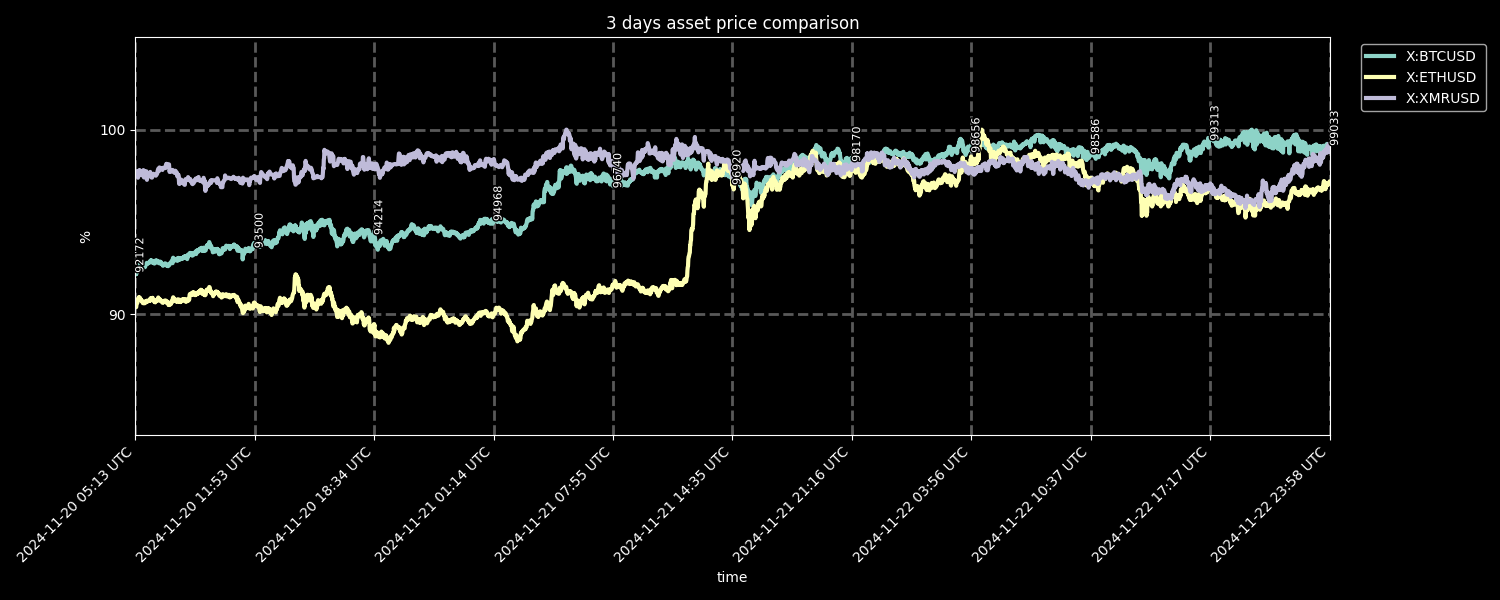 3 days asset price comparison
X:BTCUSD
X:ETHUSD
X:XMRUSD
100
90
%
92172
93500
94214
94968
96740
96920
98170
98656
98586
99313
99033
2024-11-20 05:13 UTC
2024-11-20 11:53 UTC
2024-11-20 18:34 UTC
2024-11-21 01:14 UTC
2024-11-21 07:55 UTC
2024-11-21 14:35 UTC
2024-11-21 21:16 UTC
2024-11-22 03:56 UTC
2024-11-22 10:37 UTC
2024-11-22 17:17 UTC
2024-11-22 23:58 UTC
time